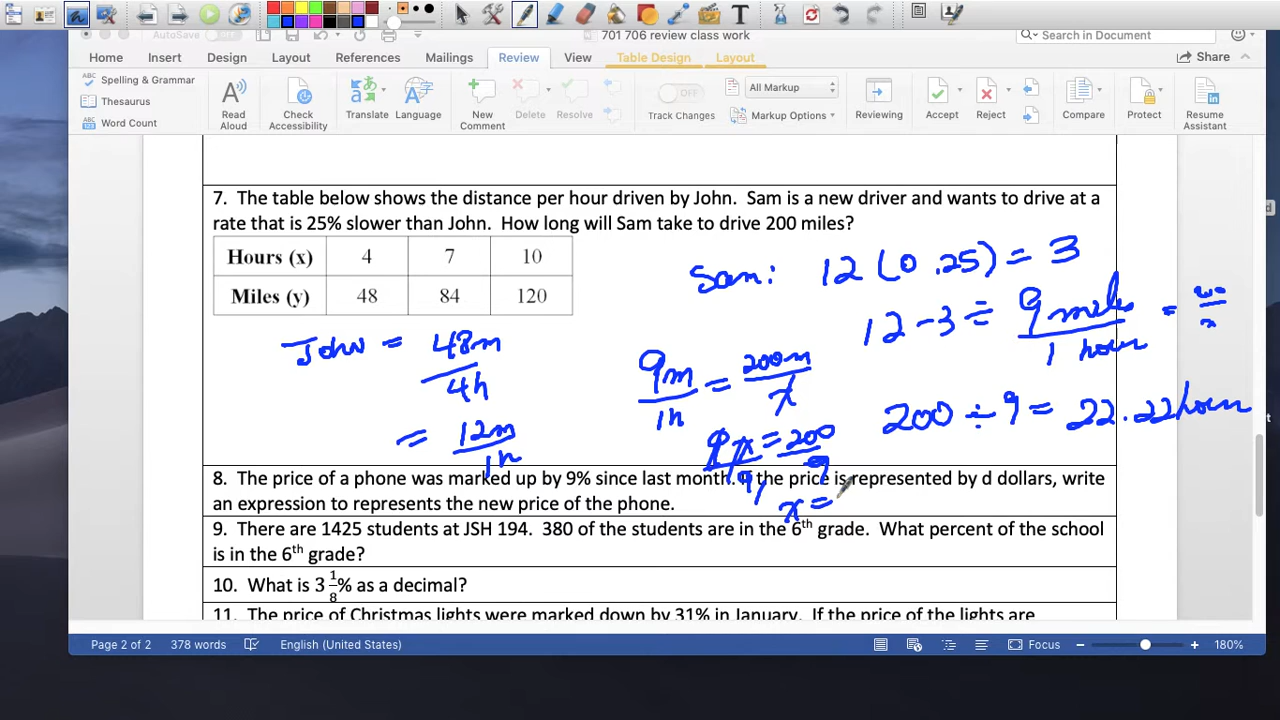 AutoSave OFF
701 706 review class work
Search in Document
Home Insert Design Layout References Mailings Review View Table Design Layout Share
Spelling & Grammar
Thesaurus
Word Count
Read Aloud
Check Accessibility
Translate
Language
New Comment
Delete
Resolve
OFF
Track Changes
All Markup
Markup Options
Reviewing
Accept
Reject
Compare
Protect
Resume Assistant
7. The table below shows the distance per hour driven by John. Sam is a new driver and wants to drive at a
rate that is 25% slower than John. How long will Sam take to drive 200 miles?
Hours (x) 4 7 10
Miles (y) 48 84 120
Sam: 12 (0.25) = 3
12 - 3 = 9 miles / 1 hour =
John = 48m / 4h
= 12m / 1h
9m / 1h = 200m / x
9x / 9 = 200 / 9
x =
200 ÷ 9 = 22.22 hours
8. The price of a phone was marked up by 9% since last month. If the price is represented by d dollars, write
an expression to represents the new price of the phone.
9. There are 1425 students at JSH 194. 380 of the students are in the 6th grade. What percent of the school
is in the 6th grade?
10. What is 3 1/8% as a decimal?
11. The price of Christmas lights were marked down by 31% in January. If the price of the lights are
Page 2 of 2 378 words English (United States) Focus 180%